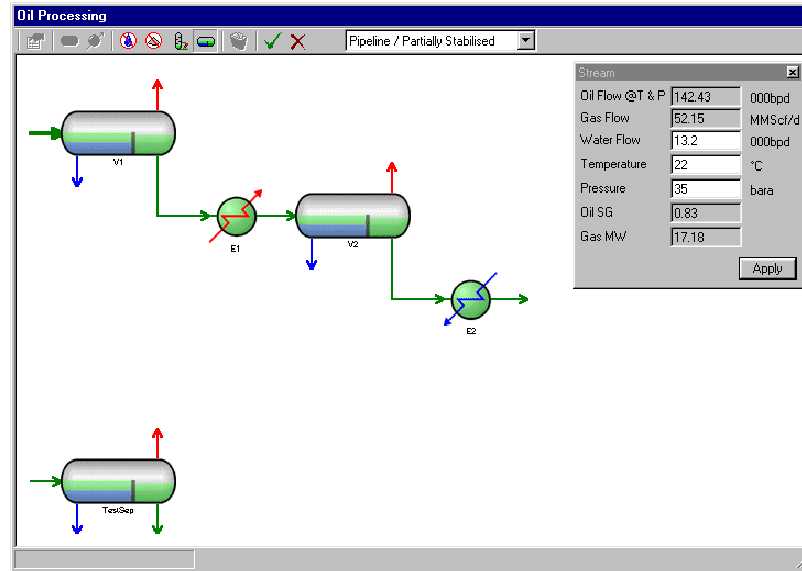 Oil Processing
Pipeline / Partially Stabilised
Stream
Oil Flow @T & P 142.43 000bpd
Gas Flow 52.15 MMScf/d
Water Flow 13.2 000bpd
Temperature 22 °C
Pressure 35 bara
Oil SG 0.83
Gas MW 17.18
Apply
V1
E1
V2
E2
TestSep